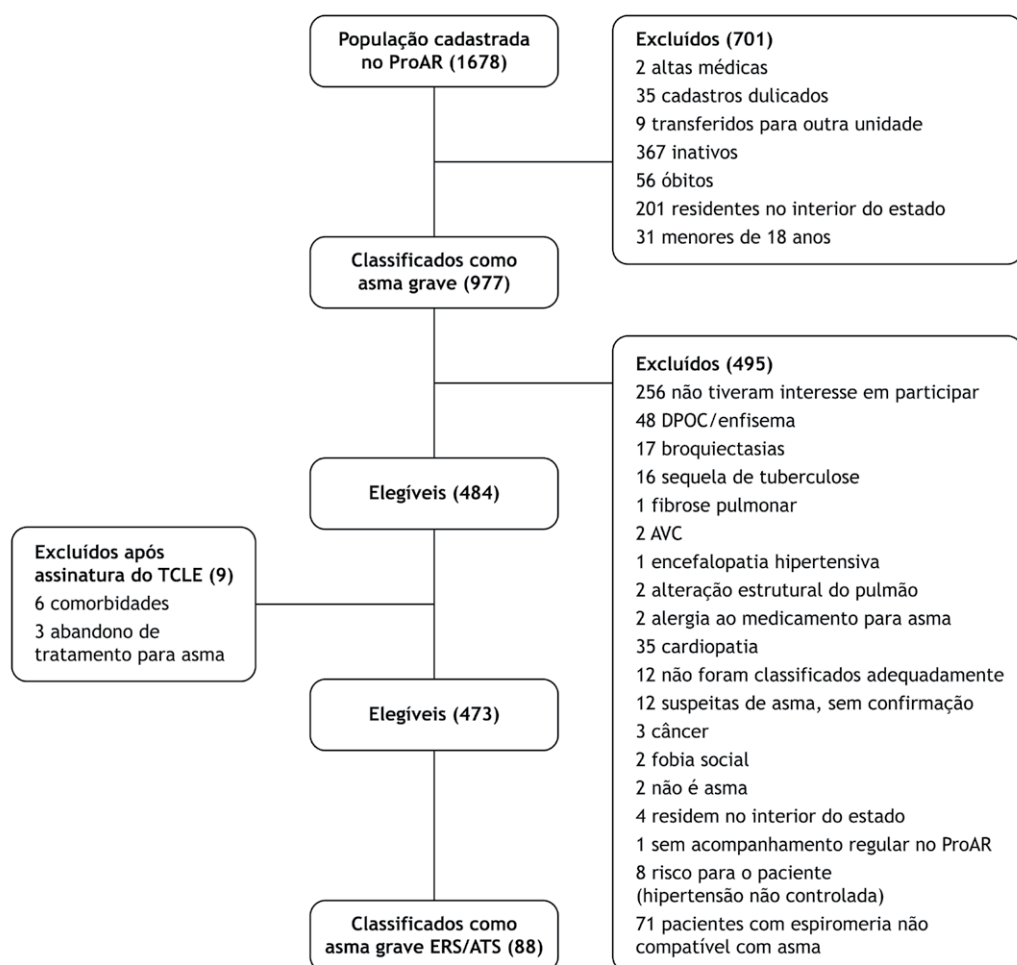 População cadastrada
no ProAR (1678)
Excluídos (701)
2 altas médicas
35 cadastros dulicados
9 transferidos para outra unidade
367 inativos
56 óbitos
201 residentes no interior do estado
31 menores de 18 anos
Classificados como
asma grave (977)
Excluídos (495)
256 não tiveram interesse em participar
48 DPOC/enfisema
17 broquiectasias
16 sequela de tuberculose
1 fibrose pulmonar
2 AVC
1 encefalopatia hipertensiva
2 alteração estrutural do pulmão
2 alergia ao medicamento para asma
35 cardiopatia
12 não foram classificados adequadamente
12 suspeitas de asma, sem confirmação
3 câncer
2 fobia social
2 não é asma
4 residem no interior do estado
1 sem acompanhamento regular no ProAR
8 risco para o paciente
(hipertensão não controlada)
71 pacientes com espiromeria não
compatível com asma
Elegíveis (484)
Excluídos após
assinatura do TCLE (9)
6 comorbidades
3 abandono de
tratamento para asma
Elegíveis (473)
Classificados como
asma grave ERS/ATS (88)